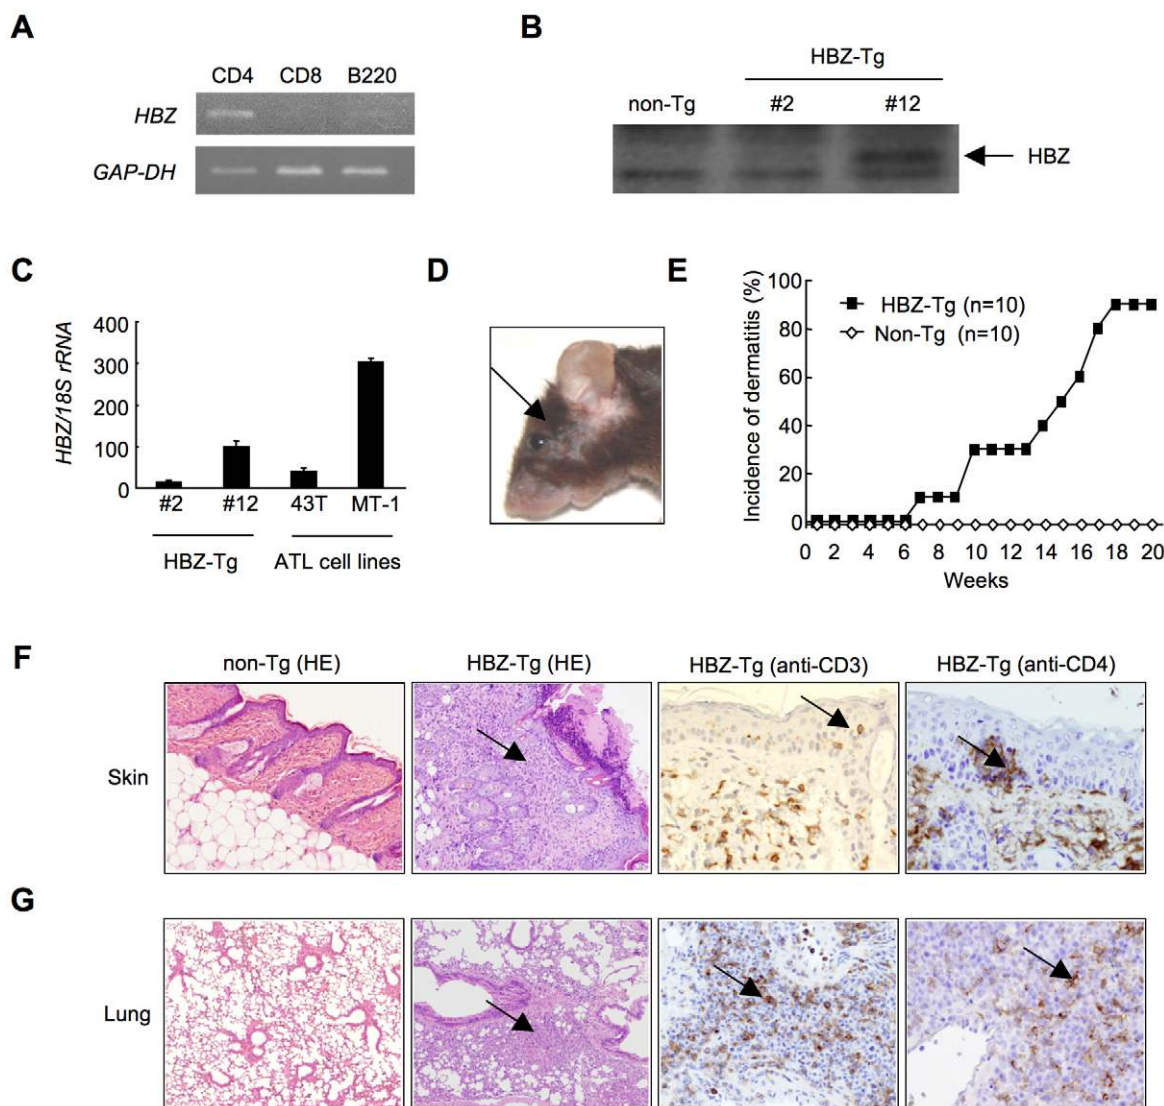 A
CD4 CD8 B220
HBZ
GAP-DH
B
HBZ-Tg
non-Tg #2 #12
HBZ
C
HBZ/18S rRNA
400
300
200
100
0
#2 #12 43T MT-1
HBZ-Tg ATL cell lines
D
E
Incidence of dermatitis (%)
100
80
60
40
20
0
HBZ-Tg (n=10)
Non-Tg (n=10)
0 2 4 6 8 10 12 14 16 18 20
Weeks
F
non-Tg (HE) HBZ-Tg (HE) HBZ-Tg (anti-CD3) HBZ-Tg (anti-CD4)
Skin
G
Lung